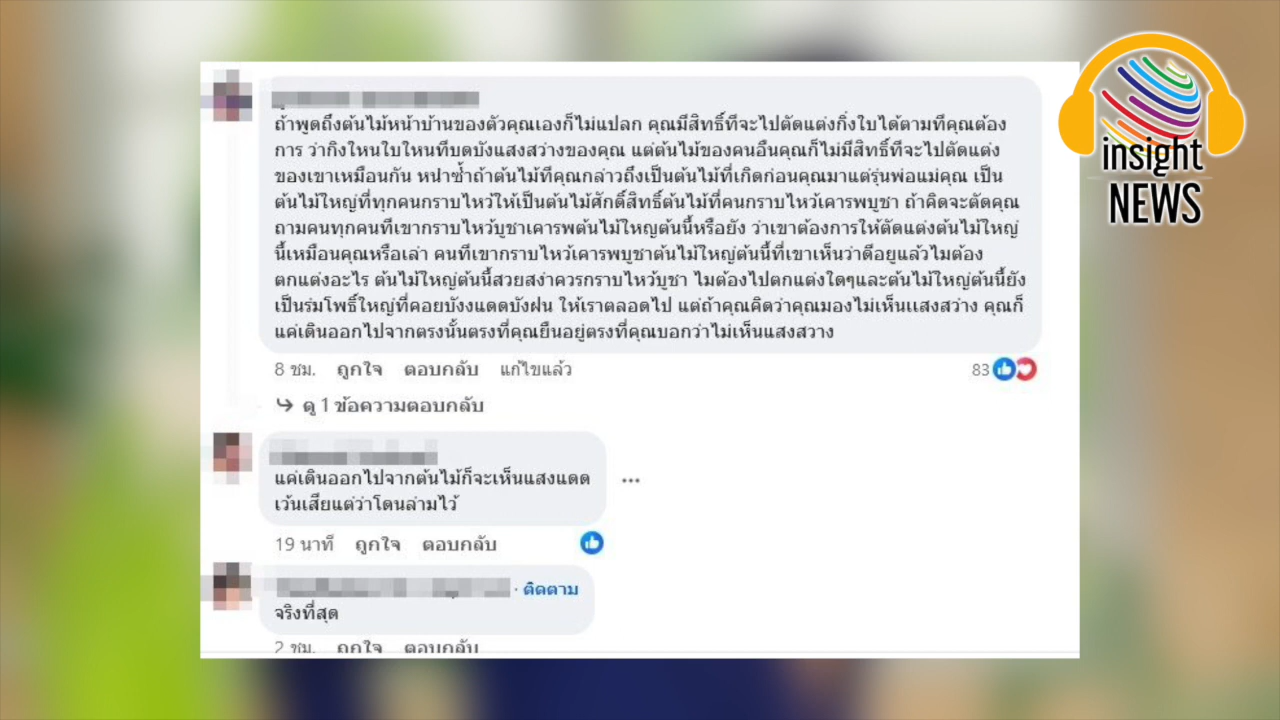 insight
NEWS
ถ้าพูดถึงต้นไม้หน้าบ้านของตัวคุณเองก็ไม่แปลก คุณมีสิทธิ์ที่จะไปตัดแต่งกิ่งใบได้ตามที่คุณต้อง
การ ว่ากิ่งใหนใบใหนที่บดบังแสงสว่างของคุณ แต่ต้นไม้ของคนอื่นคุณก็ไม่มีสิทธิ์ที่จะไปตัดแต่ง
ของเขาเหมือนกัน หนำซ้ำถ้าต้นไม้ที่คุณกล่าวถึงเป็นต้นไม้ที่เกิดก่อนคุณมาแต่รุ่นพ่อแม่คุณ เป็น
ต้นไม้ใหญ่ที่ทุกคนกราบไหว้ให้เป็นต้นไม้ศักดิ์สิทธิ์ต้นไม้ที่คนกราบไหว้เคารพบูชา ถ้าคิดจะตัดคุณ
ถามคนทุกคนที่เขากราบไหว้บูชาเคารพต้นไม้ใหญ่ต้นนี้หรือยัง ว่าเขาต้องการให้ตัดแต่งต้นไม้ใหญ่
นี้เหมือนคุณหรือเล่า คนที่เขากราบไหว้เคารพบูชาต้นไม้ใหญ่ต้นนี้ที่เขาเห็นว่าดีอยู่แล้วไมต้อง
ตกแต่งอะไร ต้นไม้ใหญ่ต้นนี้สวยสง่าควรกราบไหว้บูชา ไมต้องไปตกแต่งใดๆและต้นไม้ใหญ่ต้นนี้ยัง
เป็นร่มโพธิ์ใหญ่ที่คอยบังงแดดบังฝน ให้เราตลอดไป แต่ถ้าคุณคิดว่าคุณมองไม่เห็นแสงสว่าง คุณก็
แค่เดินออกไปจากตรงนั้นตรงที่คุณยืนอยู่ตรงที่คุณบอกว่าไม่เห็นแสงสวาง
8 ชม. ถูกใจ ตอบกลับ แก้ไขแล้ว 83
ดู 1 ข้อความตอบกลับ
แค่เดินออกไปจากต้นไม้ก็จะเห็นแสงแดด
เว้นเสียแต่ว่าโดนล่ามไว้
19 นาที ถูกใจ ตอบกลับ
· ติดตาม
จริงที่สุด
2 ชม. ถูกใจ ตอบกลับ